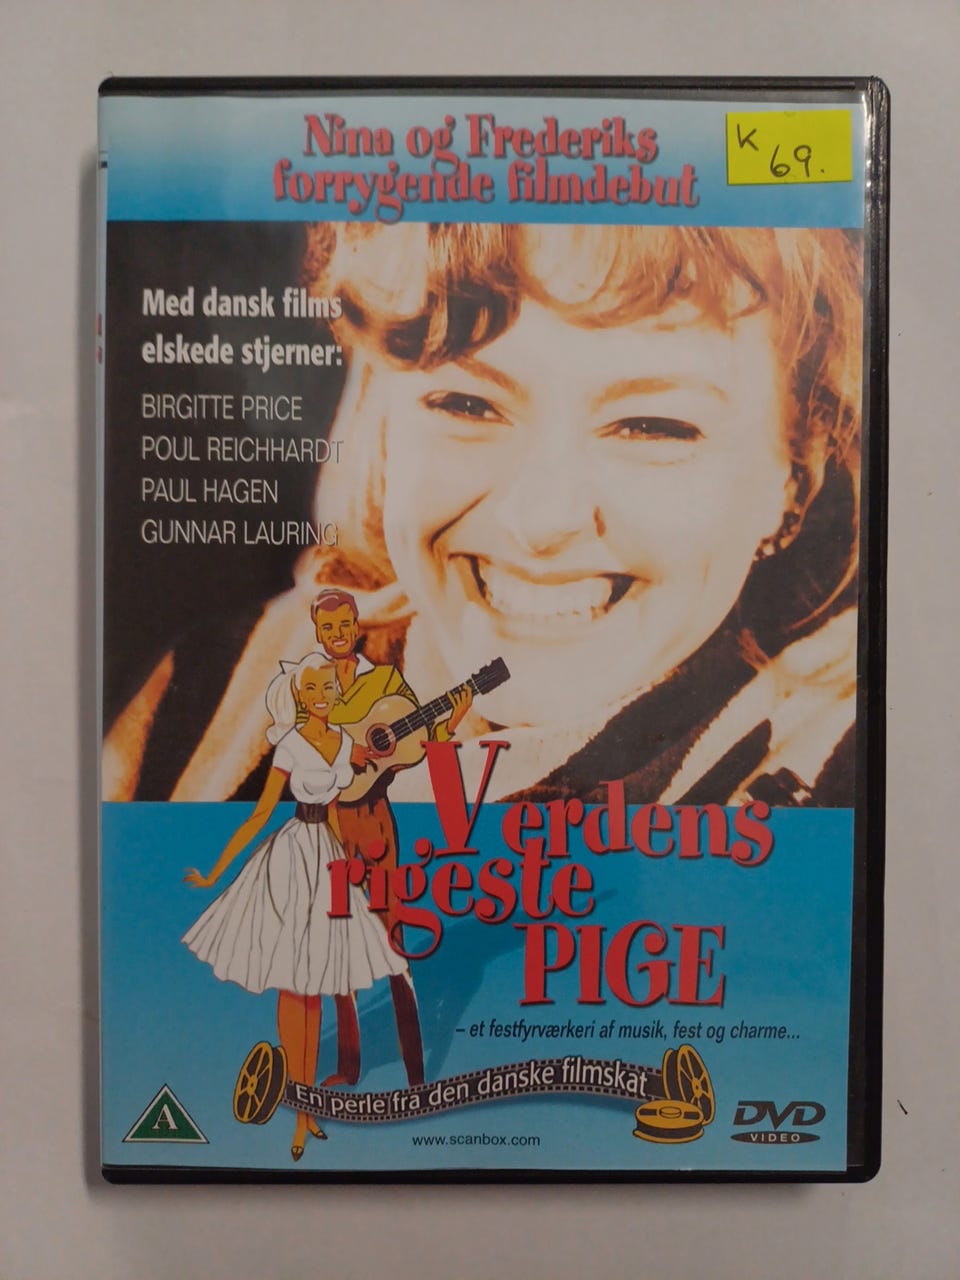 Nina og Frederiks
forrygende filmdebut
K
69.
Med dansk films
elskede stjerner:
BIRGITTE PRICE
POUL REICHHARDT
PAUL HAGEN
GUNNAR LAURING
Verdens
rigeste
PIGE
– et festfyrværkeri af musik, fest og charme...
En perle fra den danske filmskat
A
www.scanbox.com
DVD
VIDEO